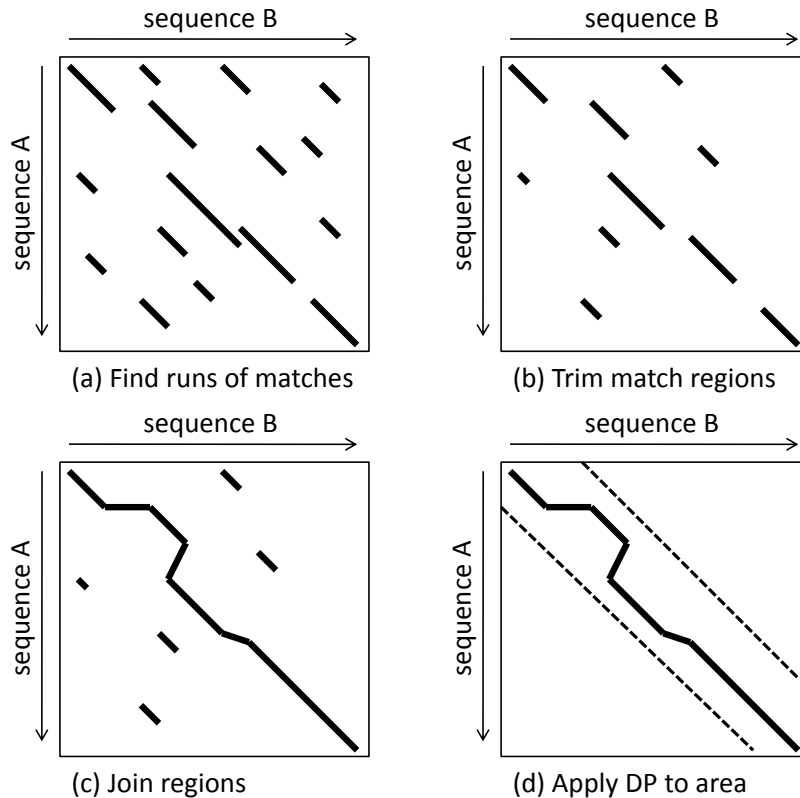 sequence B
sequence B
sequence A
sequence A
(a) Find runs of matches
(b) Trim match regions
sequence B
sequence B
sequence A
sequence A
(c) Join regions
(d) Apply DP to area